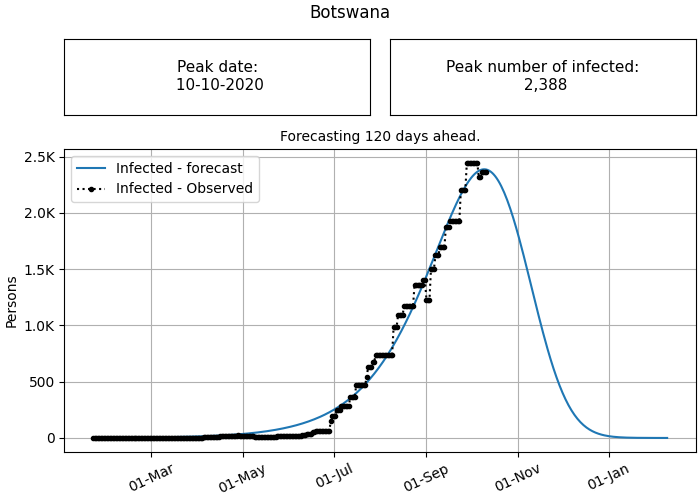 Botswana
Peak date:
10-10-2020
Peak number of infected:
2,388
Forecasting 120 days ahead.
Infected - forecast
Infected - Observed
2.5K
2.0K
1.5K
1.0K
500
0
Persons
01-Mar
01-May
01-Jul
01-Sep
01-Nov
01-Jan